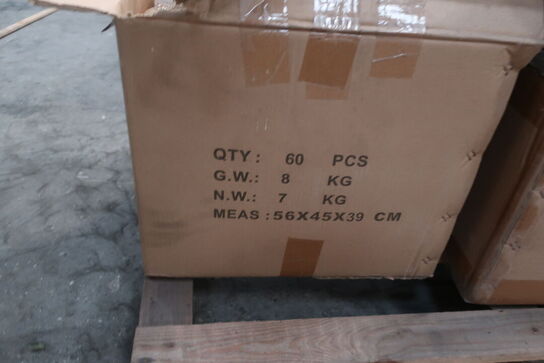 QTY : 60 PCS
G.W.: 8 KG
N.W.: 7 KG
MEAS : 56X45X39 CM